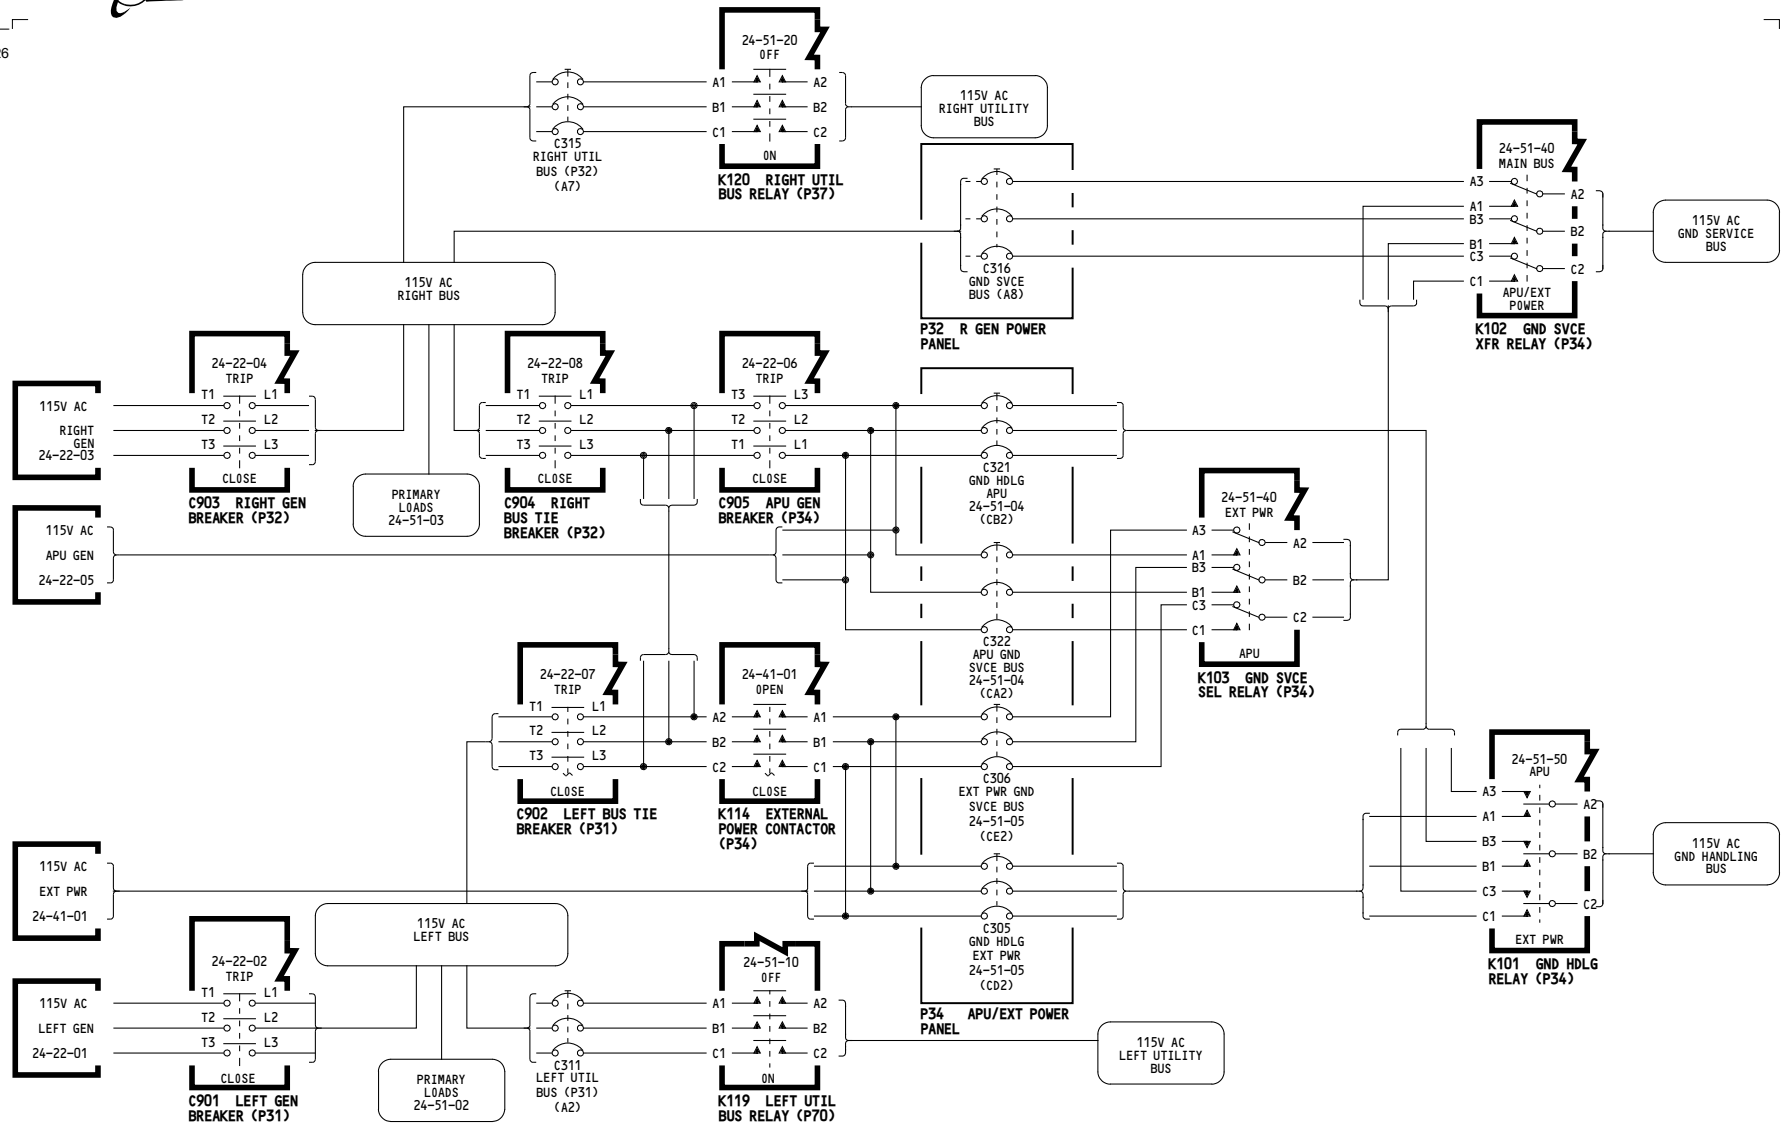 26
24-51-20
OFF
A1 A2
B1 B2
C1 C2
ON
K120 RIGHT UTIL
BUS RELAY (P37)
C315
RIGHT UTIL
BUS (P32)
(A7)
115V AC
RIGHT UTILITY
BUS
C316
GND SVCE
BUS (A8)
P32 R GEN POWER
PANEL
24-51-40
MAIN BUS
A3
A2
A1
B3
B2
B1
C3
C2
C1
APU/EXT
POWER
K102 GND SVCE
XFR RELAY (P34)
115V AC
GND SERVICE
BUS
115V AC
RIGHT BUS
115V AC
RIGHT
GEN
24-22-03
24-22-04
TRIP
T1 L1
T2 L2
T3 L3
CLOSE
C903 RIGHT GEN
BREAKER (P32)
PRIMARY
LOADS
24-51-03
24-22-08
TRIP
T1 L1
T2 L2
T3 L3
CLOSE
C904 RIGHT
BUS TIE
BREAKER (P32)
24-22-06
TRIP
T3 L3
T2 L2
T1 L1
CLOSE
C905 APU GEN
BREAKER (P34)
C321
GND HDLG
APU
24-51-04
(CB2)
115V AC
APU GEN
24-22-05
C322
APU GND
SVCE BUS
24-51-04
(CA2)
24-51-40
EXT PWR
A3
A2
A1
B3
B2
B1
C3
C2
C1
APU
K103 GND SVCE
SEL RELAY (P34)
24-22-07
TRIP
T1 L1
T2 L2
T3 L3
CLOSE
C902 LEFT BUS TIE
BREAKER (P31)
24-41-01
OPEN
A2 A1
B2 B1
C2 C1
CLOSE
K114 EXTERNAL
POWER CONTACTOR
(P34)
C306
EXT PWR GND
SVCE BUS
24-51-05
(CE2)
24-51-50
APU
A3
A2
A1
B3
B2
B1
C3
C2
C1
EXT PWR
K101 GND HDLG
RELAY (P34)
115V AC
GND HANDLING
BUS
115V AC
EXT PWR
24-41-01
C305
GND HDLG
EXT PWR
24-51-05
(CD2)
P34 APU/EXT POWER
PANEL
115V AC
LEFT BUS
115V AC
LEFT GEN
24-22-01
24-22-02
TRIP
T1 L1
T2 L2
T3 L3
CLOSE
C901 LEFT GEN
BREAKER (P31)
PRIMARY
LOADS
24-51-02
C311
LEFT UTIL
BUS (P31)
(A2)
24-51-10
OFF
A1 A2
B1 B2
C1 C2
ON
K119 LEFT UTIL
BUS RELAY (P70)
115V AC
LEFT UTILITY
BUS